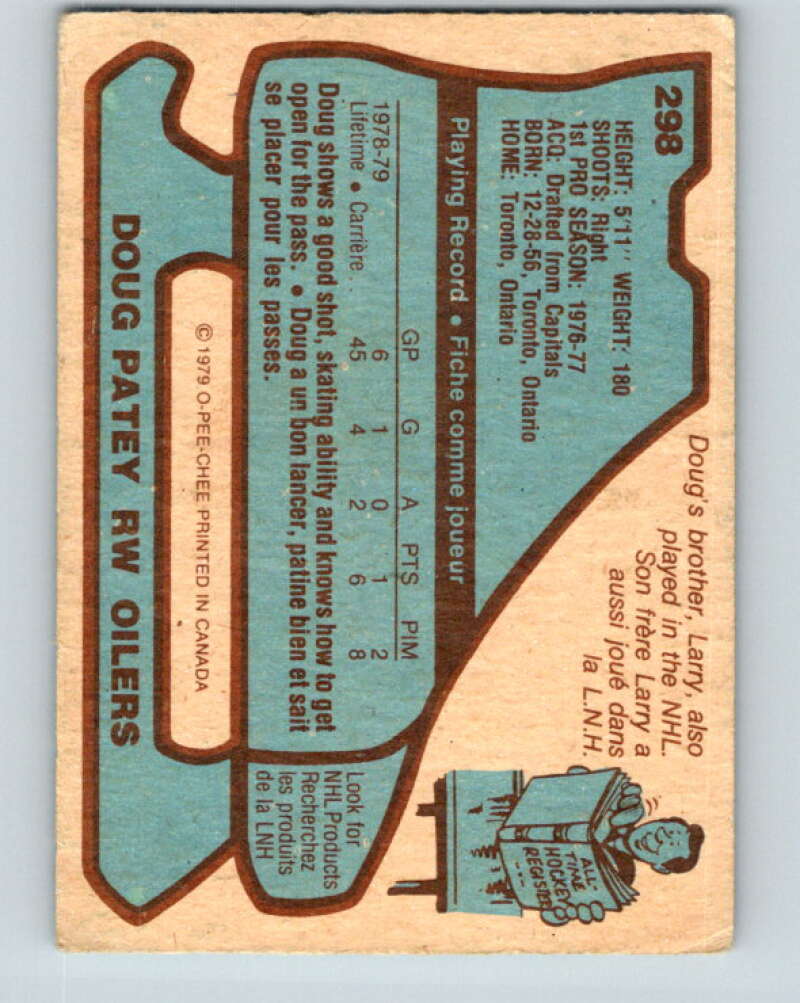 298
HEIGHT: 5'11" WEIGHT: 180
SHOOTS: Right
1st PRO SEASON: 1976-77
ACQ: Drafted from Capitals
BORN: 12-28-56, Toronto, Ontario
HOME: Toronto, Ontario
Doug's brother, Larry, also
played in the NHL.
Son frère Larry a
aussi joué dans
la L.N.H.
ALL-
TIME
HOCKEY
REGISTER
Playing Record • Fiche comme joueur
GP G A PTS PIM
1978-79 6 1 0 1 2
Lifetime • Carrière . 45 4 2 6 8
Doug shows a good shot, skating ability and knows how to get
open for the pass. • Doug a un bon lancer, patine bien et sait
se placer pour les passes.
Look for
NHL Products
Recherchez
les produits
de la LNH
© 1979 O-PEE-CHEE PRINTED IN CANADA
DOUG PATEY RW OILERS